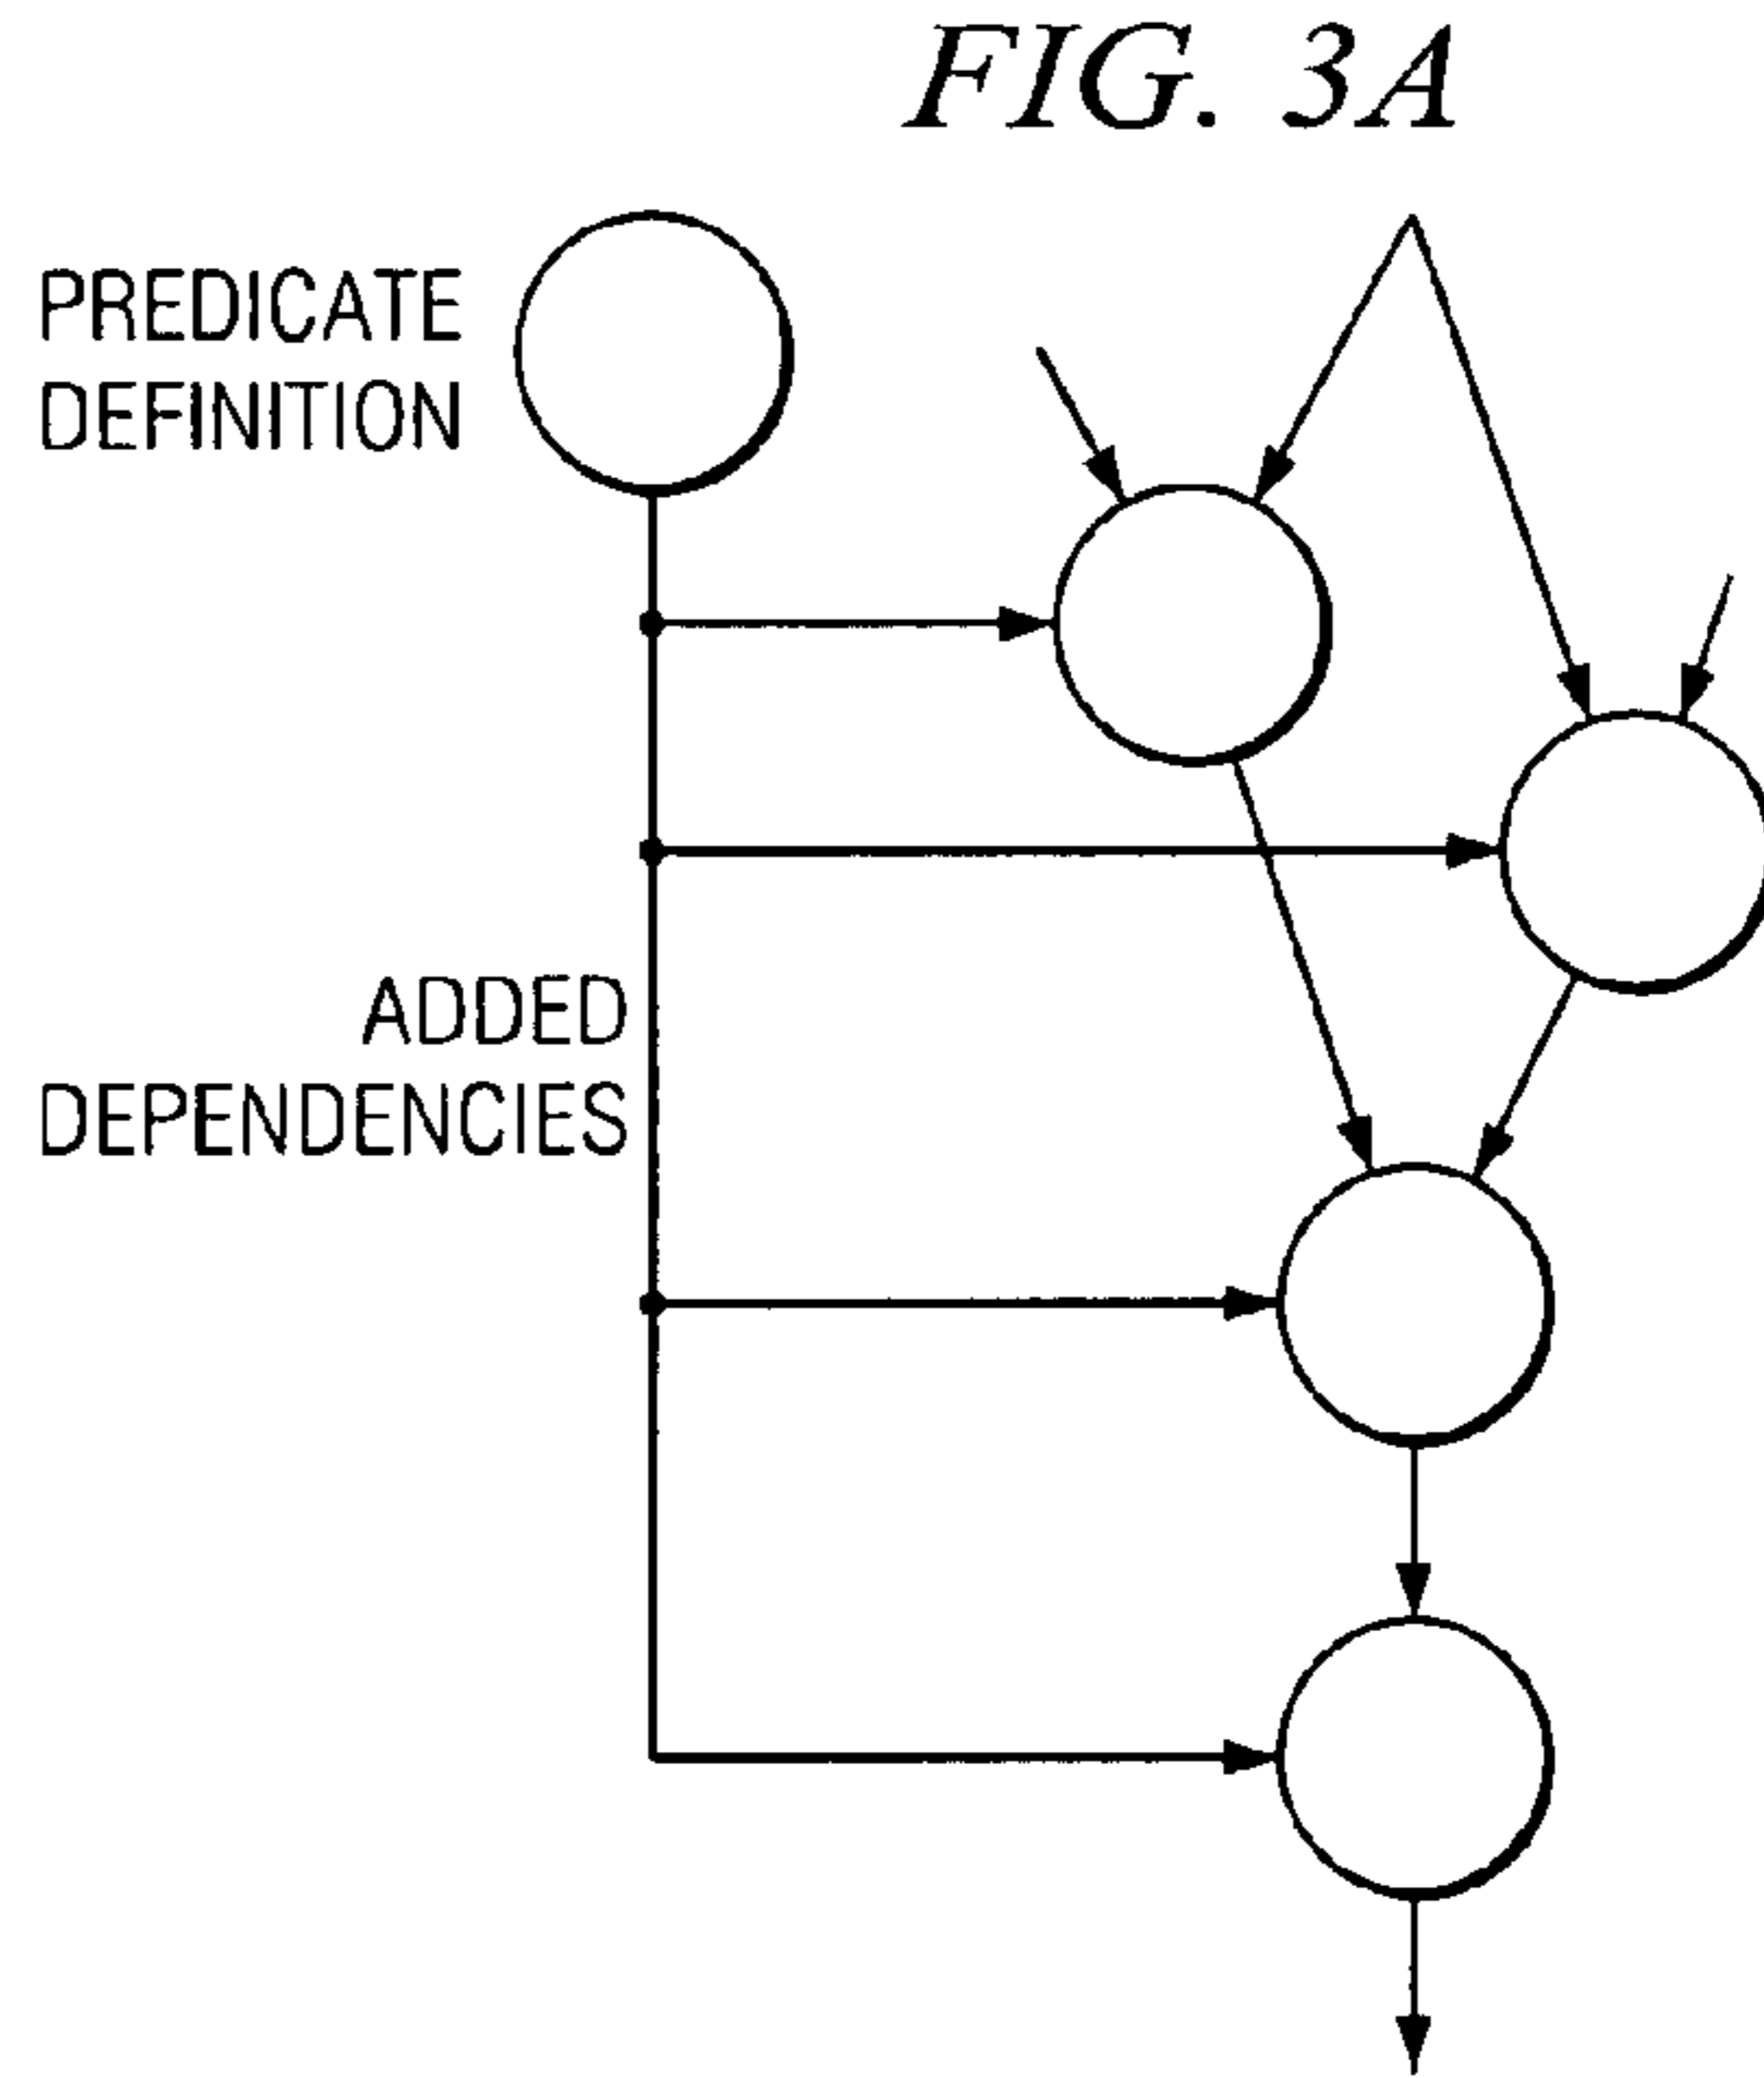 FIG. 3A
PREDICATE
DEFINITION
ADDED
DEPENDENCIES